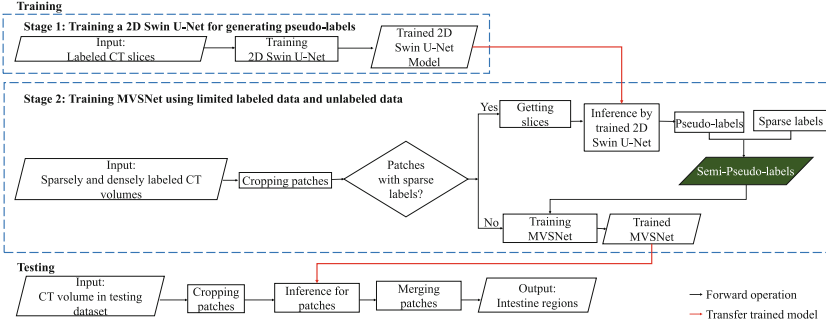 Training
Stage 1: Training a 2D Swin U-Net for generating pseudo-labels
Input:
Labeled CT slices
Training
2D Swin U-Net
Trained 2D
Swin U-Net
Model
Stage 2: Training MVSNet using limited labeled data and unlabeled data
Input:
Sparsely and densely labeled CT
volumes
Cropping patches
Patches
with sparse
labels?
Yes
Getting
slices
Inference by
trained 2D
Swin U-Net
Pseudo-labels
Sparse labels
Semi-Pseudo-labels
No
Training
MVSNet
Trained
MVSNet
Testing
Input:
CT volume in testing
dataset
Cropping
patches
Inference for
patches
Merging
patches
Output:
Intestine regions
Forward operation
Transfer trained model